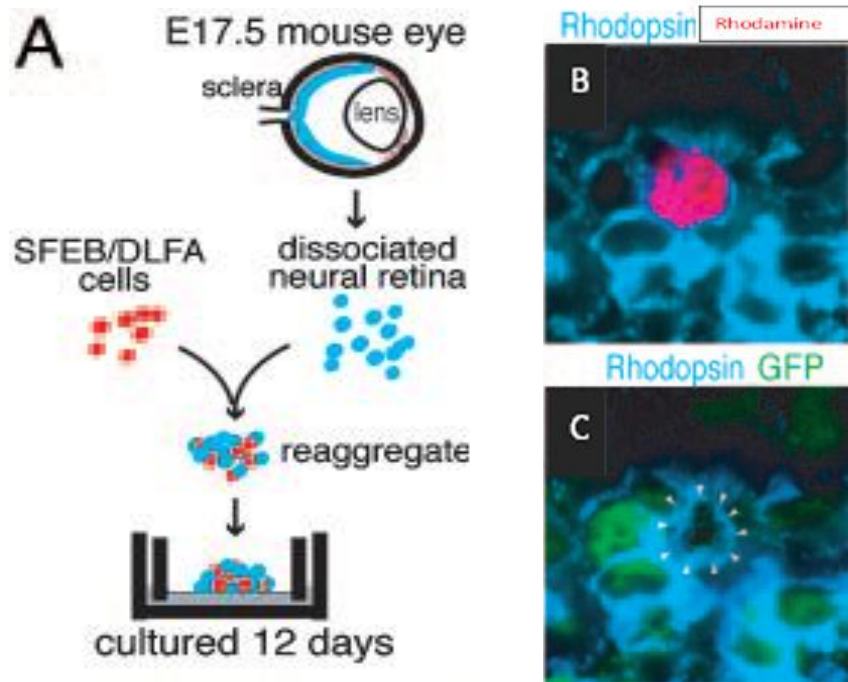 A
E17.5 mouse eye
sclera
lens
SFEB/DLFA
cells
dissociated
neural retina
reaggregate
cultured 12 days
Rhodopsin Rhodamine
B
Rhodopsin GFP
C